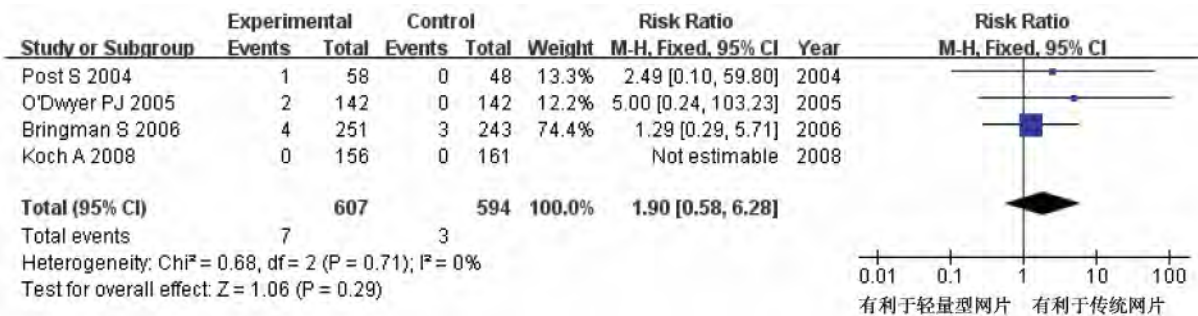 Experimental Control Risk Ratio Risk Ratio
Study or Subgroup Events Total Events Total Weight M-H, Fixed, 95% CI Year M-H, Fixed, 95% CI
Post S 2004 1 58 0 48 13.3% 2.49 [0.10, 59.80] 2004
O'Dwyer PJ 2005 2 142 0 142 12.2% 5.00 [0.24, 103.23] 2005
Bringman S 2006 4 251 3 243 74.4% 1.29 [0.29, 5.71] 2006
Koch A 2008 0 156 0 161 Not estimable 2008
Total (95% CI) 607 594 100.0% 1.90 [0.58, 6.28]
Total events 7 3
Heterogeneity: Chi² = 0.68, df = 2 (P = 0.71); I² = 0%
Test for overall effect: Z = 1.06 (P = 0.29)
0.01 0.1 1 10 100
有利于轻量型网片 有利于传统网片